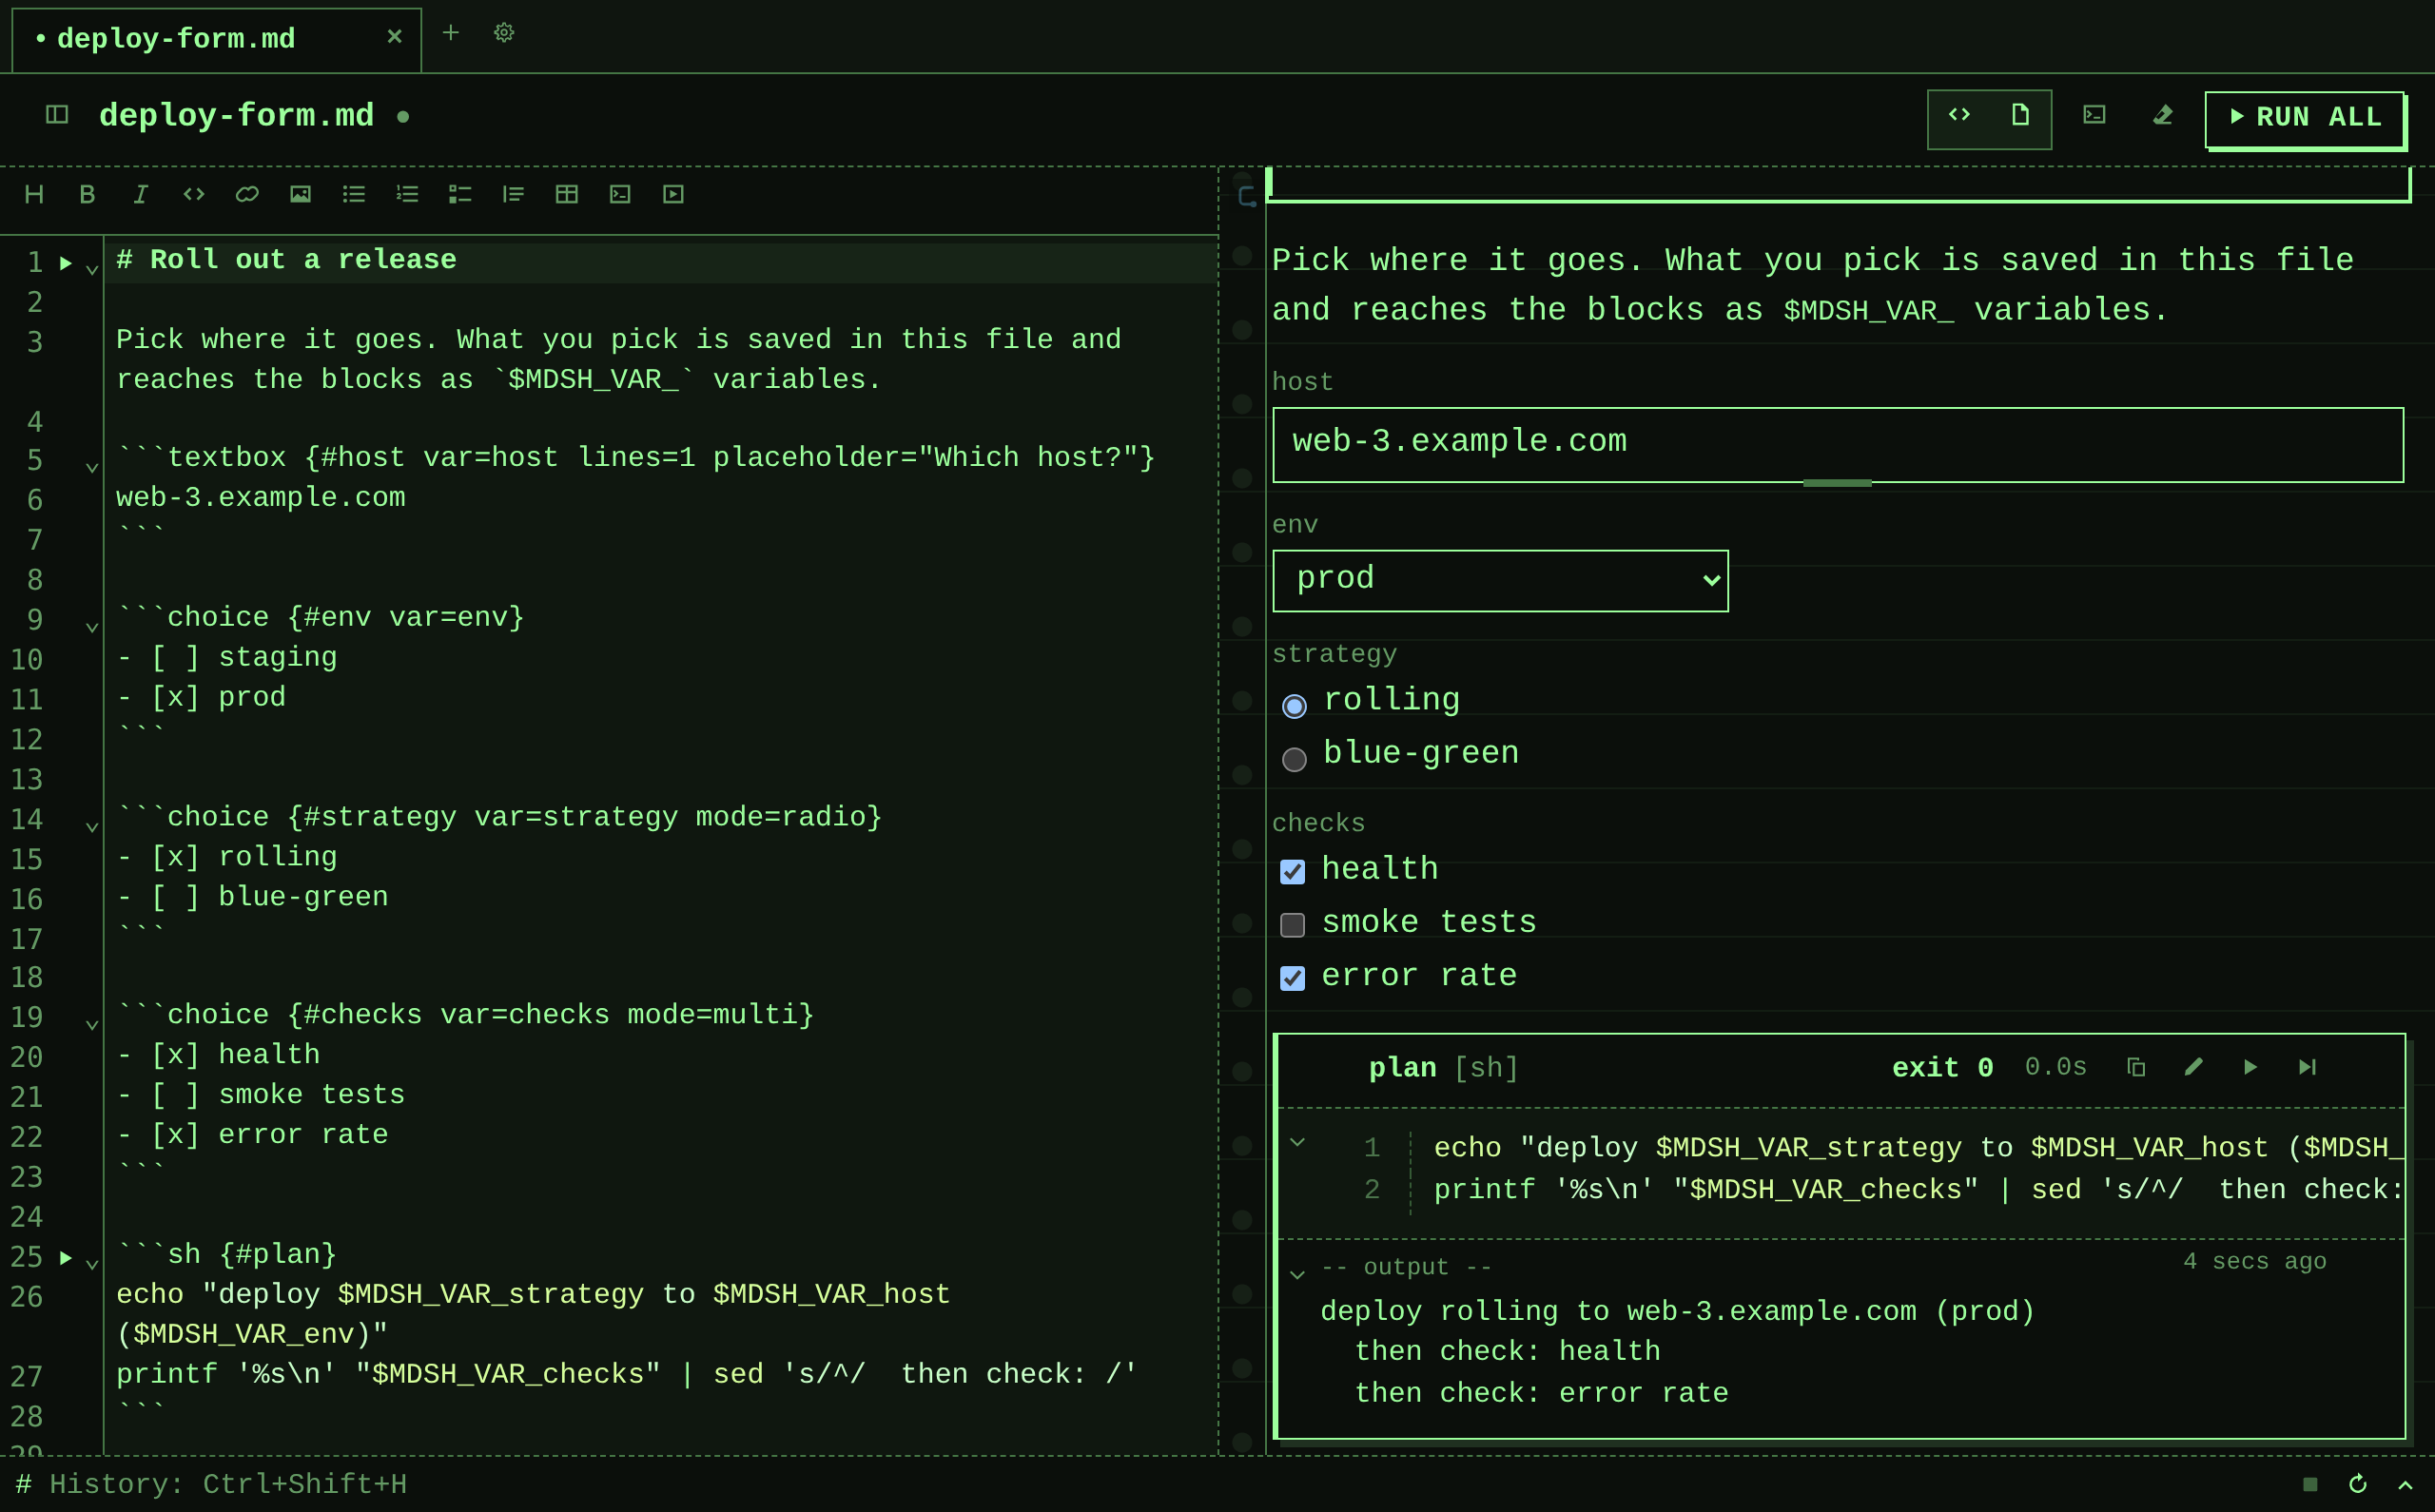 • deploy-form.md ×
deploy-form.md ●
RUN ALL
1 # Roll out a release
2
3 Pick where it goes. What you pick is saved in this file and
reaches the blocks as `$MDSH_VAR_` variables.
4
5 ```textbox {#host var=host lines=1 placeholder="Which host?"}
6 web-3.example.com
7 ```
8
9 ```choice {#env var=env}
10 - [ ] staging
11 - [x] prod
12 ```
13
14 ```choice {#strategy var=strategy mode=radio}
15 - [x] rolling
16 - [ ] blue-green
17 ```
18
19 ```choice {#checks var=checks mode=multi}
20 - [x] health
21 - [ ] smoke tests
22 - [x] error rate
23 ```
24
25 ```sh {#plan}
26 echo "deploy $MDSH_VAR_strategy to $MDSH_VAR_host
($MDSH_VAR_env)"
27 printf '%s\n' "$MDSH_VAR_checks" | sed 's/^/  then check: /'
28 ```
29
Pick where it goes. What you pick is saved in this file
and reaches the blocks as $MDSH_VAR_ variables.
host
web-3.example.com
env
prod
strategy
rolling
blue-green
checks
health
smoke tests
error rate
plan [sh] exit 0 0.0s
1 echo "deploy $MDSH_VAR_strategy to $MDSH_VAR_host ($MDSH_
2 printf '%s\n' "$MDSH_VAR_checks" | sed 's/^/  then check:
-- output -- 4 secs ago
deploy rolling to web-3.example.com (prod)
  then check: health
  then check: error rate
# History: Ctrl+Shift+H